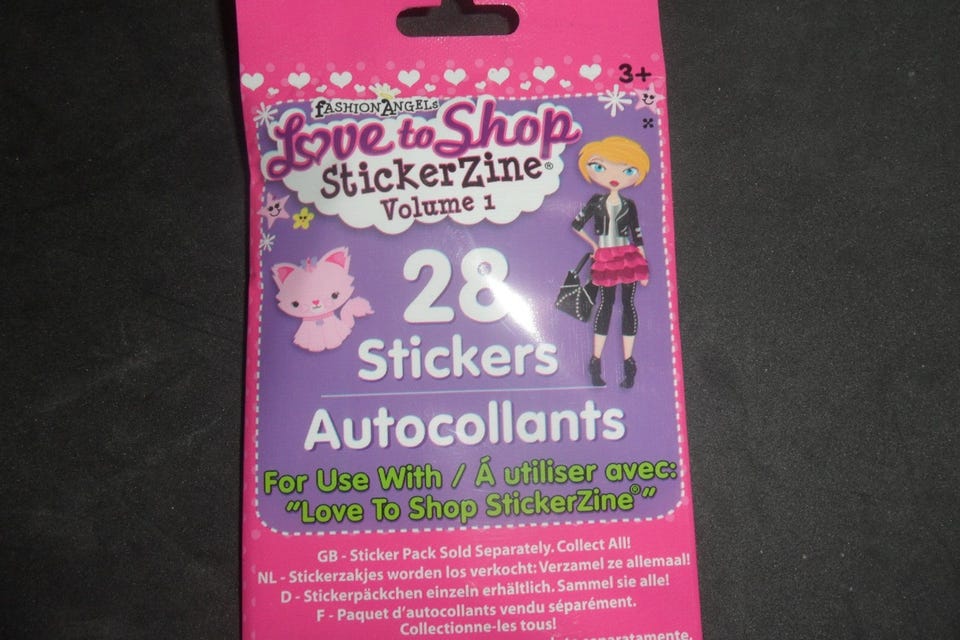 3+
FASHION ANGELS
Love to Shop
StickerZine®
Volume 1
28
Stickers
Autocollants
For Use With / Á utiliser avec:
"Love To Shop StickerZine®"
GB - Sticker Pack Sold Separately. Collect All!
NL - Stickerzakjes worden los verkocht: Verzamel ze allemaal!
D - Stickerpäckchen einzeln erhältlich. Sammel sie alle!
F - Paquet d'autocollants vendu séparément.
Collectionne-les tous!
separatamente.